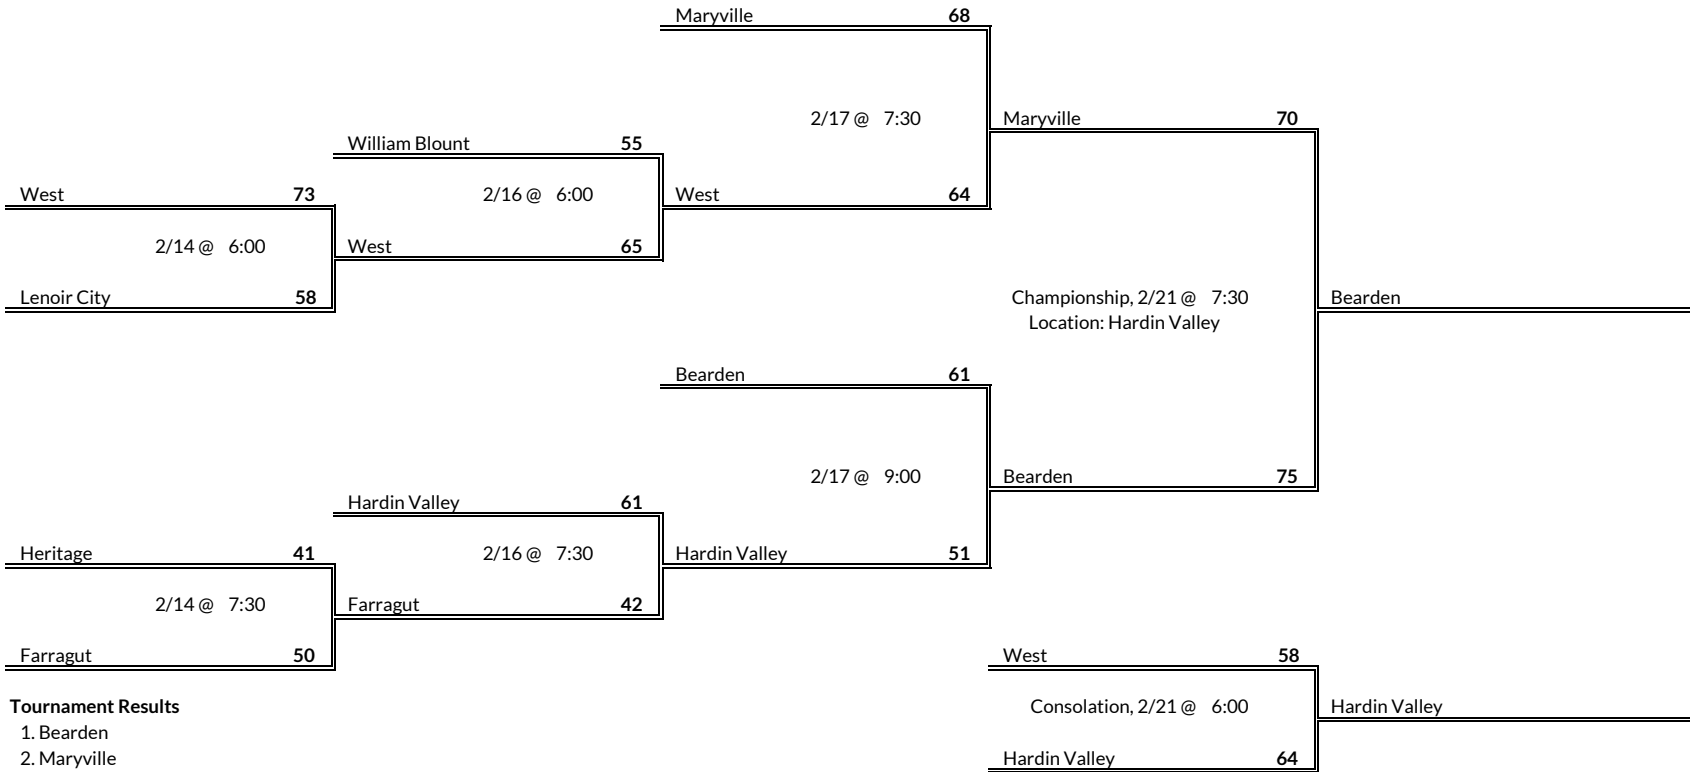 Maryville 68
2/17 @ 7:30
Maryville 70
William Blount 55
West 73
2/16 @ 6:00
West 64
2/14 @ 6:00
West 65
Lenoir City 58
Championship, 2/21 @ 7:30
Location: Hardin Valley
Bearden
Bearden 61
2/17 @ 9:00
Bearden 75
Hardin Valley 61
Heritage 41
2/16 @ 7:30
Hardin Valley 51
2/14 @ 7:30
Farragut 42
Farragut 50
West 58
Tournament Results
Consolation, 2/21 @ 6:00
Hardin Valley
1. Bearden
2. Maryville
Hardin Valley 64